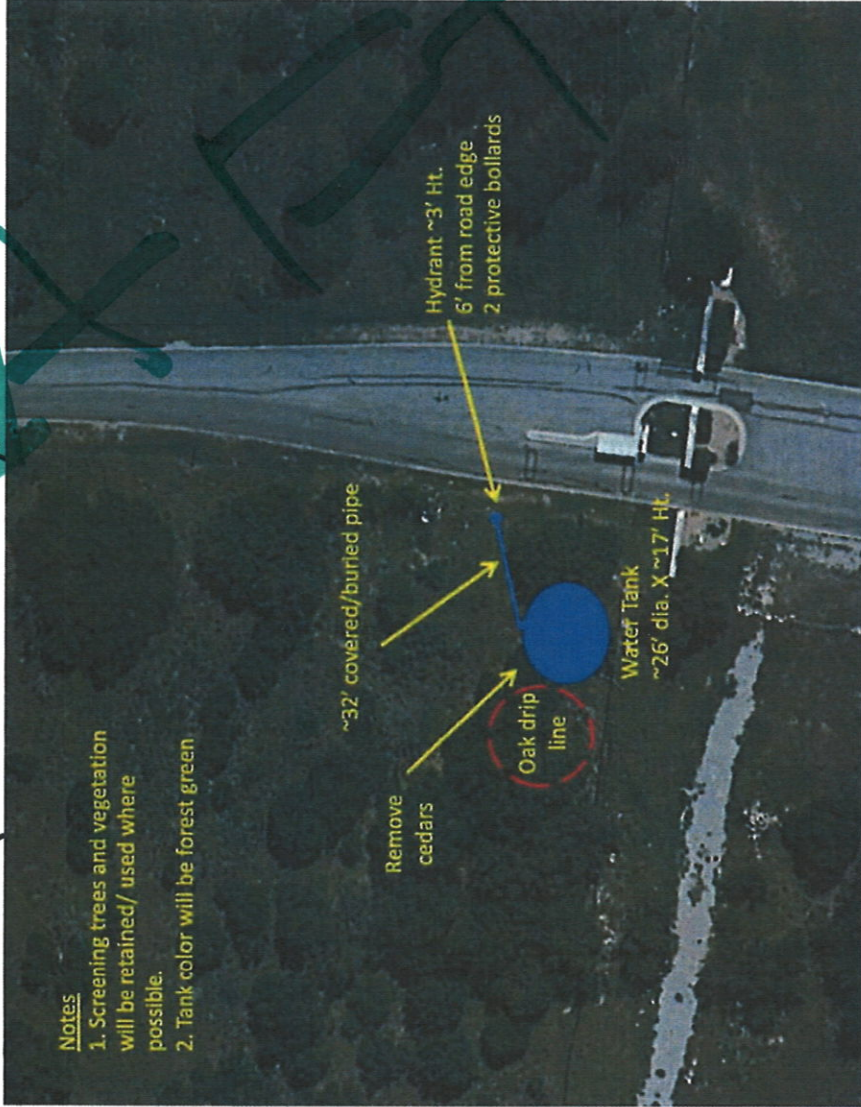 Notes
1. Screening trees and vegetation
will be retained/ used where
possible.
2. Tank color will be forest green
~32' covered/buried pipe
Hydrant ~3' Ht.
6' from road edge
2 protective bollards
Remove
cedars
Oak drip
line
Water Tank
~26' dia. X ~17' Ht.